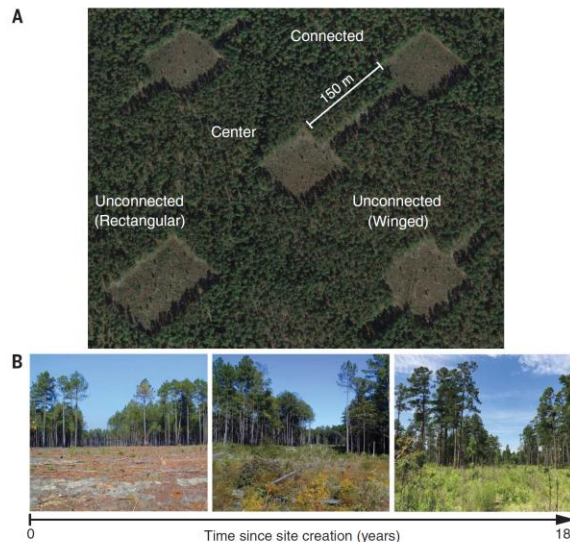 A
Connected
150 m
Center
Unconnected
(Rectangular)
Unconnected
(Winged)
B
0
Time since site creation (years)
18